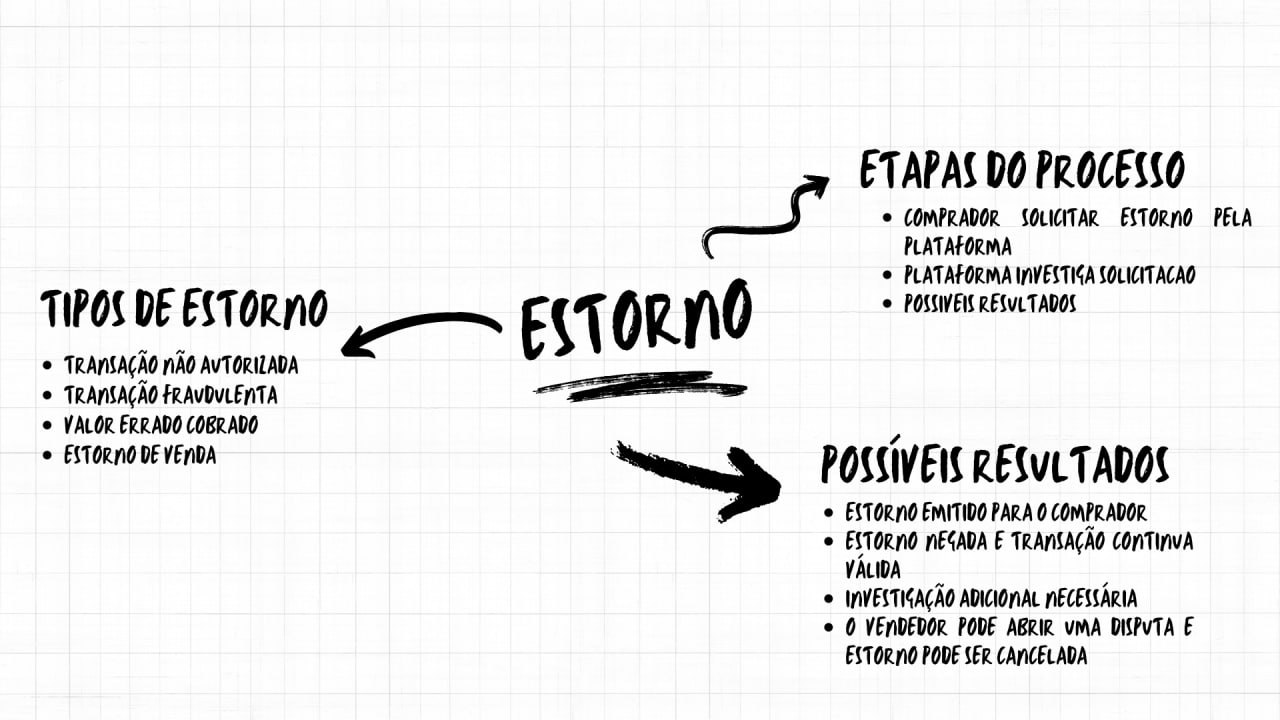 ESTORNO
TIPOS DE ESTORNO
• TRANSAÇÃO NÃO AUTORIZADA
• TRANSAÇÃO FRAUDULENTA
• VALOR ERRADO COBRADO
• ESTORNO DE VENDA
ETAPAS DO PROCESSO
• COMPRADOR SOLICITAR ESTORNO PELA
PLATAFORMA
• PLATAFORMA INVESTIGA SOLICITACAO
• POSSIVEIS RESULTADOS
POSSÍVEIS RESULTADOS
• ESTORNO EMITIDO PARA O COMPRADOR
• ESTORNO NEGADA E TRANSAÇÃO CONTINUA
VÁLIDA
• INVESTIGAÇÃO ADICIONAL NECESSÁRIA
• O VENDEDOR PODE ABRIR UMA DISPUTA E
ESTORNO PODE SER CANCELADA